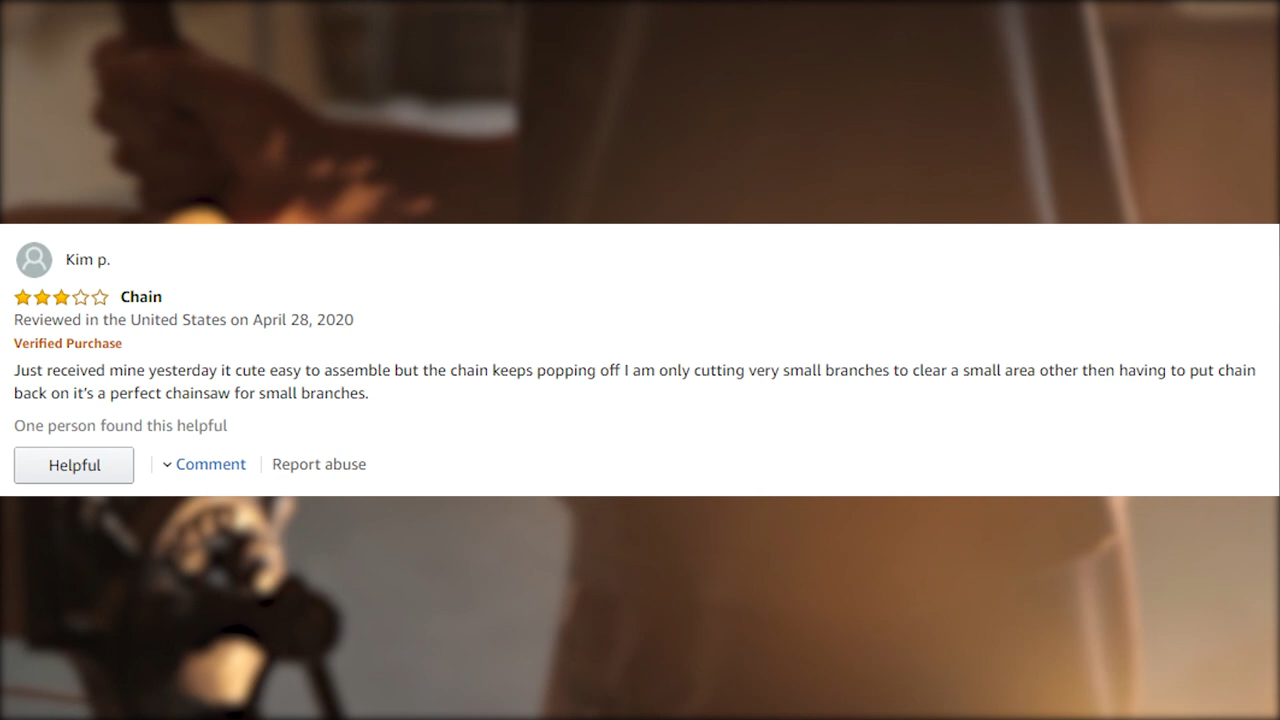 Kim p.
Chain
Reviewed in the United States on April 28, 2020
Verified Purchase
Just received mine yesterday it cute easy to assemble but the chain keeps popping off I am only cutting very small branches to clear a small area other then having to put chain
back on it’s a perfect chainsaw for small branches.
One person found this helpful
Helpful
Comment
Report abuse